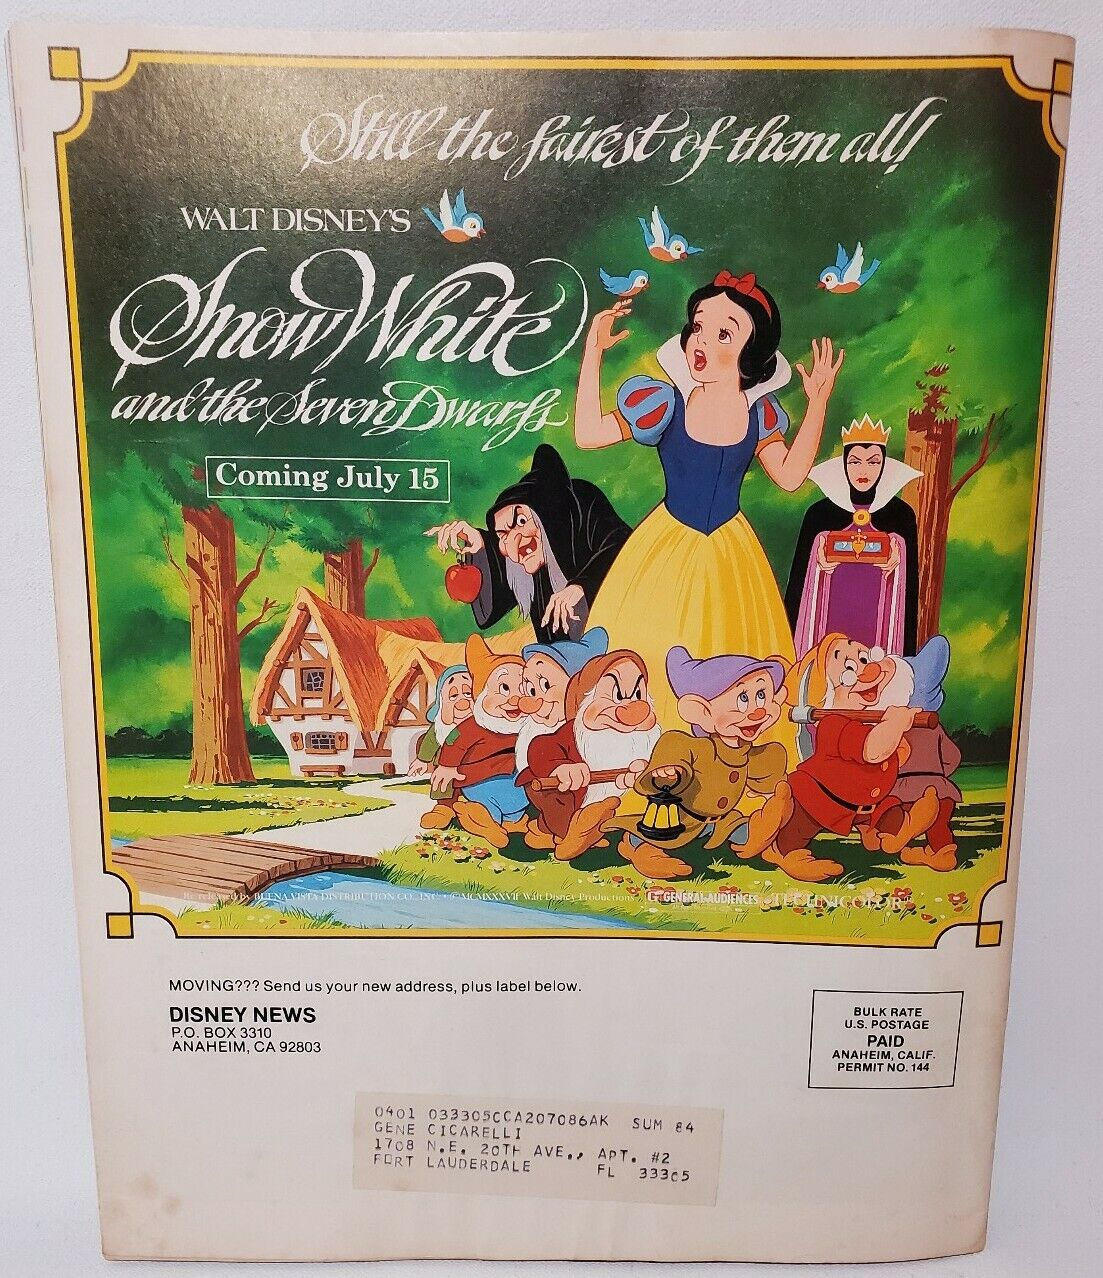 Still the fairest of them all!
WALT DISNEY'S
Snow White
and the Seven Dwarfs
Coming July 15
Re-released by BUENA VISTA DISTRIBUTION CO., INC. • ©MCMXXXVII Walt Disney Productions G GENERAL AUDIENCES TECHNICOLOR®
MOVING??? Send us your new address, plus label below.
DISNEY NEWS
P.O. BOX 3310
ANAHEIM, CA 92803
BULK RATE
U.S. POSTAGE
PAID
ANAHEIM, CALIF.
PERMIT NO. 144
0401 033305CCA207086AK SUM 84
GENE CICARELLI
1708 N.E. 20TH AVE., APT. #2
FORT LAUDERDALE FL 33305